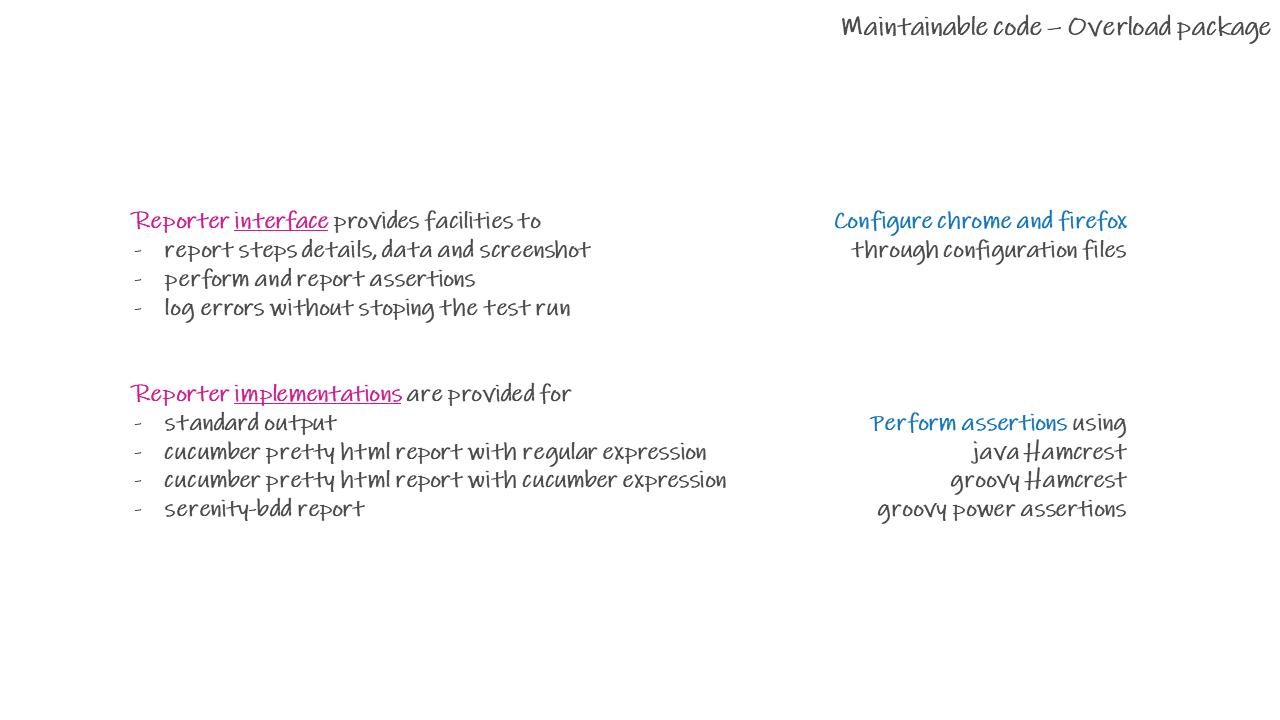 Maintainable code – Overload package
Reporter interface provides facilities to
- report steps details, data and screenshot
- perform and report assertions
- log errors without stoping the test run
Reporter implementations are provided for
- standard output
- cucumber pretty html report with regular expression
- cucumber pretty html report with cucumber expression
- serenity-bdd report
Configure chrome and firefox
through configuration files
Perform assertions using
java Hamcrest
groovy Hamcrest
groovy power assertions